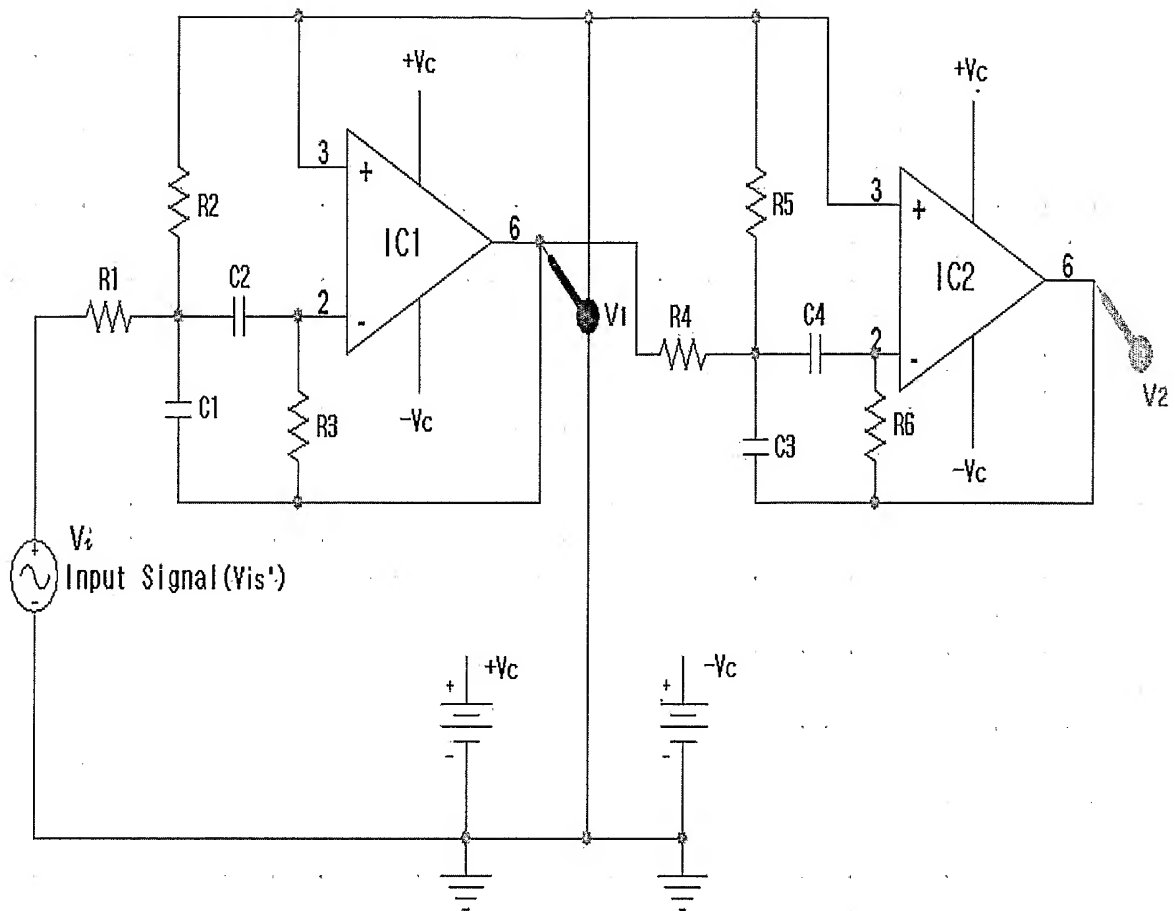 +Vc
+Vc
3
+
R2
IC1
6
R1
C2
2
-
V1
C1
R3
-Vc
3
+
R5
IC2
6
R4
C4
2
-
V2
C3
R6
-Vc
Vi
+
-
Input Signal(Vis')
+Vc
+
-
-Vc
+
-